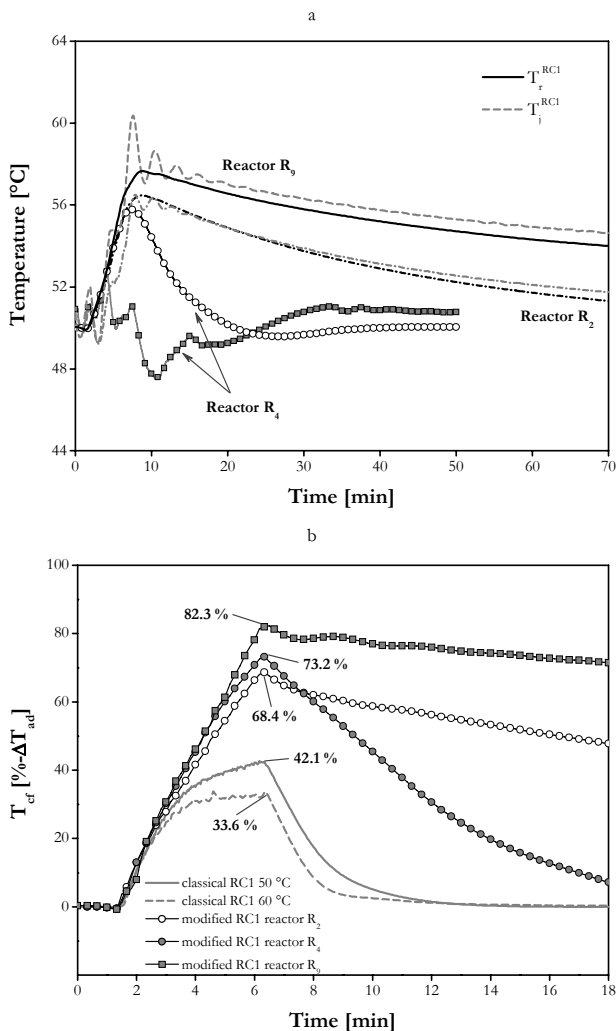 a
64
60
56
52
48
44
Temperature [°C]
T_r^RC1
T_j^RC1
Reactor R_9
Reactor R_2
Reactor R_4
0 10 20 30 40 50 60 70
Time [min]
b
100
80
60
40
20
0
T_cf [%-ΔT_ad]
82.3 %
73.2 %
68.4 %
42.1 %
33.6 %
classical RC1 50 °C
classical RC1 60 °C
modified RC1 reactor R_2
modified RC1 reactor R_4
modified RC1 reactor R_9
0 2 4 6 8 10 12 14 16 18
Time [min]